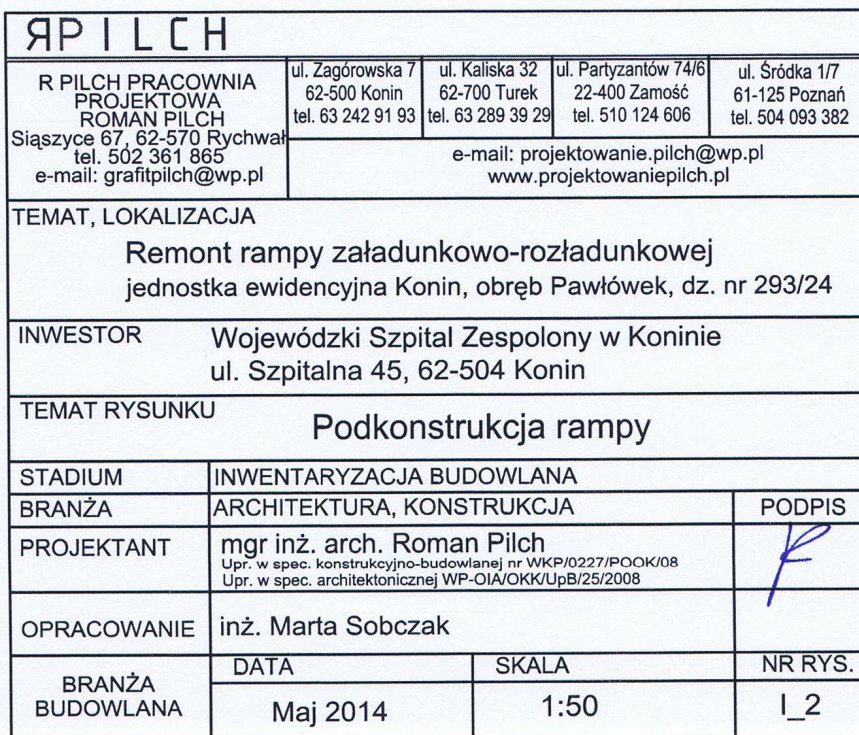 RPILCH
R PILCH PRACOWNIA
PROJEKTOWA
ROMAN PILCH
Siąszyce 67, 62-570 Rychwał
tel. 502 361 865
e-mail: grafitpilch@wp.pl
ul. Zagórowska 7
62-500 Konin
tel. 63 242 91 93
ul. Kaliska 32
62-700 Turek
tel. 63 289 39 29
ul. Partyzantów 74/6
22-400 Zamość
tel. 510 124 606
ul. Śródka 1/7
61-125 Poznań
tel. 504 093 382
e-mail: projektowanie.pilch@wp.pl
www.projektowaniepilch.pl
TEMAT, LOKALIZACJA
Remont rampy załadunkowo-rozładunkowej
jednostka ewidencyjna Konin, obręb Pawłówek, dz. nr 293/24
INWESTOR
Wojewódzki Szpital Zespolony w Koninie
ul. Szpitalna 45, 62-504 Konin
TEMAT RYSUNKU
Podkonstrukcja rampy
STADIUM
INWENTARYZACJA BUDOWLANA
BRANŻA
ARCHITEKTURA, KONSTRUKCJA
PODPIS
PROJEKTANT
mgr inż. arch. Roman Pilch
Upr. w spec. konstrukcyjno-budowlanej nr WKP/0227/POOK/08
Upr. w spec. architektonicznej WP-OIA/OKK/UpB/25/2008
OPRACOWANIE
inż. Marta Sobczak
BRANŻA
BUDOWLANA
DATA
Maj 2014
SKALA
1:50
NR RYS.
I_2